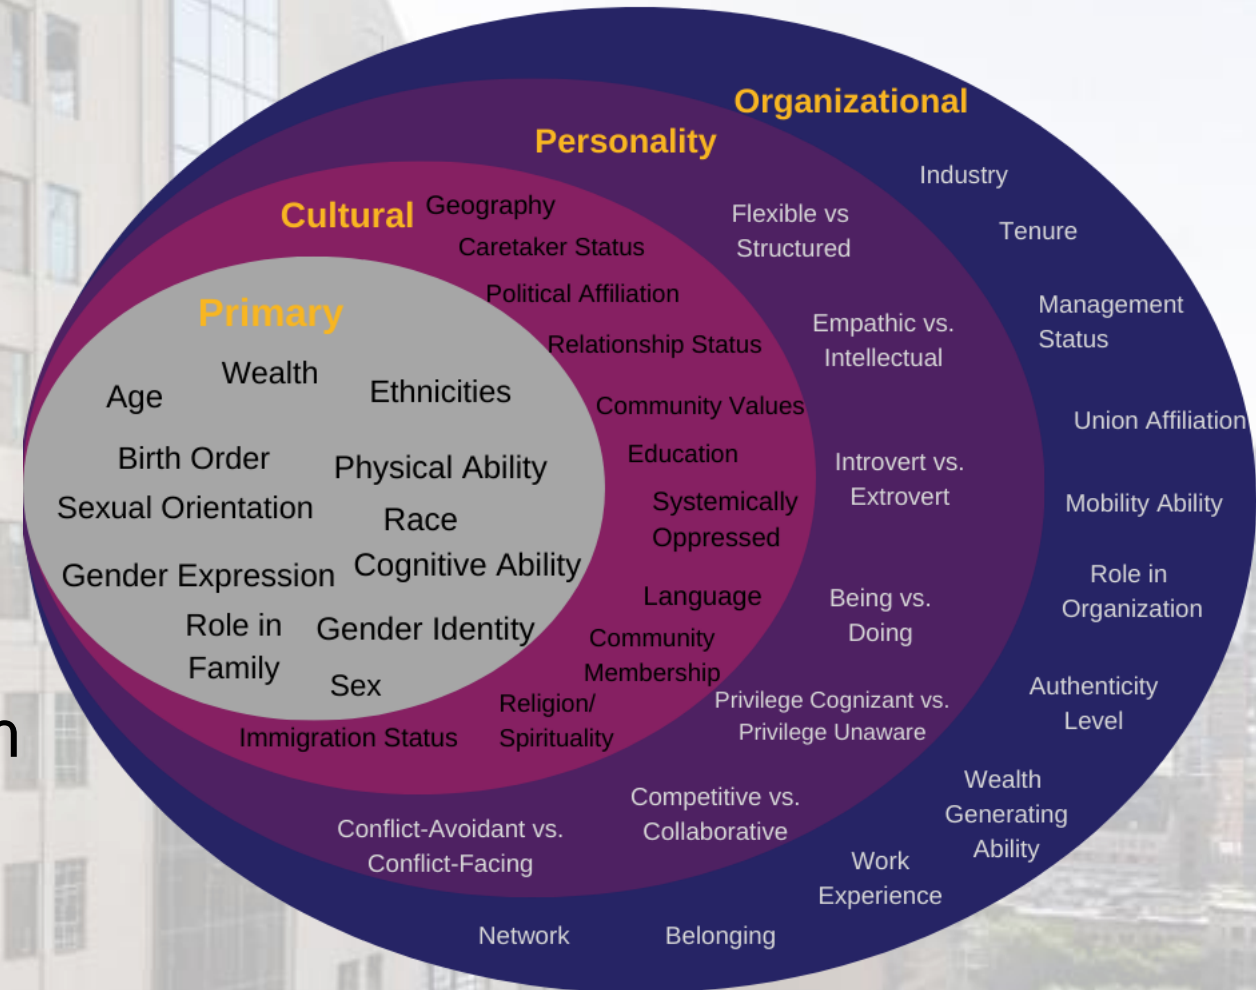 Organizational
Personality
Industry
Cultural
Geography
Flexible vs
Structured
Tenure
Caretaker Status
Primary
Political Affiliation
Management
Status
Empathic vs.
Intellectual
Relationship Status
Wealth
Age
Ethnicities
Community Values
Union Affiliation
Birth Order
Physical Ability
Education
Introvert vs.
Extrovert
Sexual Orientation
Race
Systemically
Oppressed
Mobility Ability
Gender Expression
Cognitive Ability
Language
Being vs.
Doing
Role in
Organization
Role in
Family
Gender Identity
Community
Membership
Sex
Religion/
Spirituality
Privilege Cognizant vs.
Privilege Unaware
Authenticity
Level
n
Immigration Status
Conflict-Avoidant vs.
Conflict-Facing
Competitive vs.
Collaborative
Wealth
Generating
Ability
Work
Experience
Network
Belonging